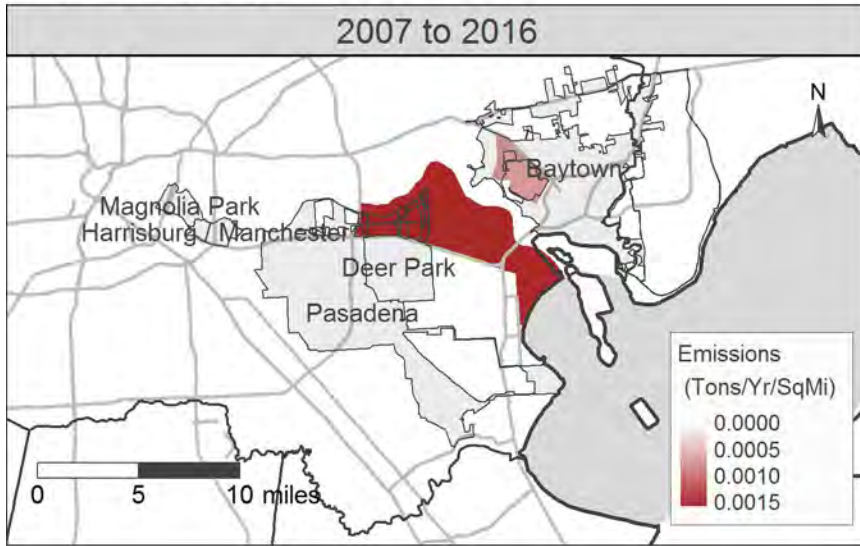 2007 to 2016
N
Baytown
Magnolia Park
Harrisburg / Manchester
Deer Park
Pasadena
Emissions
(Tons/Yr/SqMi)
0.0000
0.0005
0.0010
0.0015
0 5 10 miles